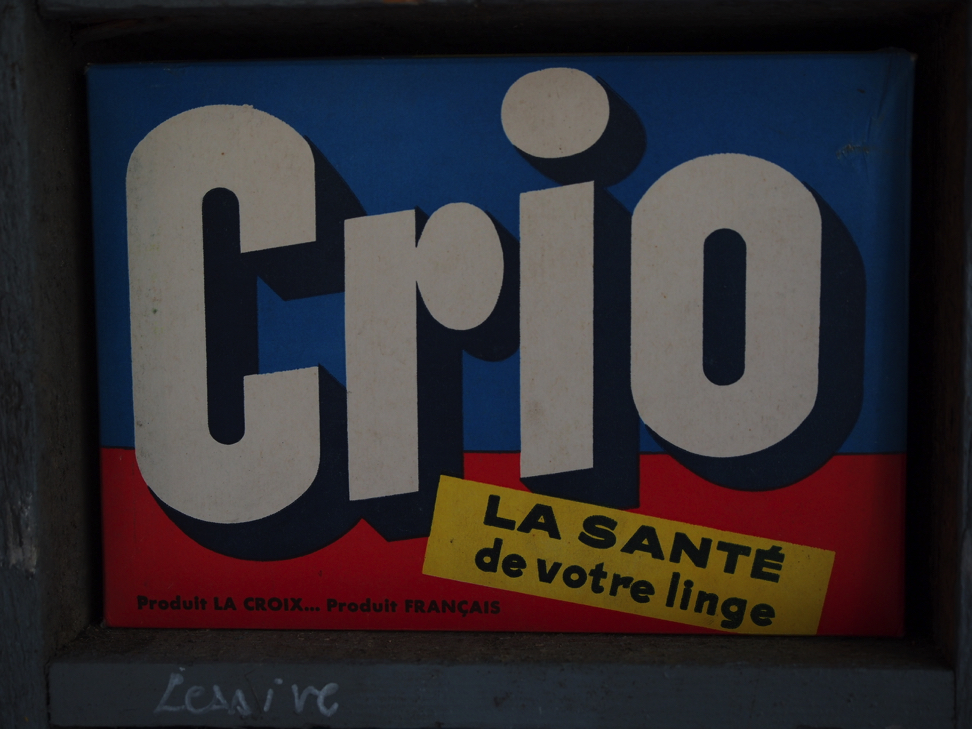 Crio
LA SANTÉ
de votre linge
Produit LA CROIX... Produit FRANÇAIS
Lessive